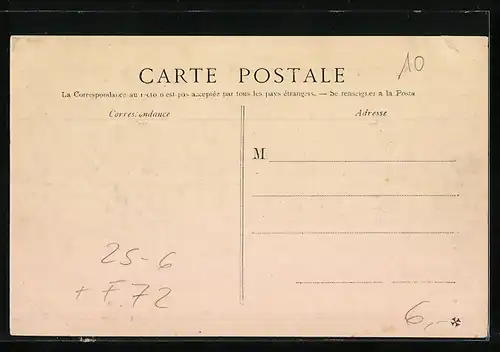 10
CARTE POSTALE
La Correspondance au recto n'est pas acceptée par tous les pays étrangers. — Se renseigner à la Poste
Correspondance
Adresse
M
25-6
+ F.72
6,-